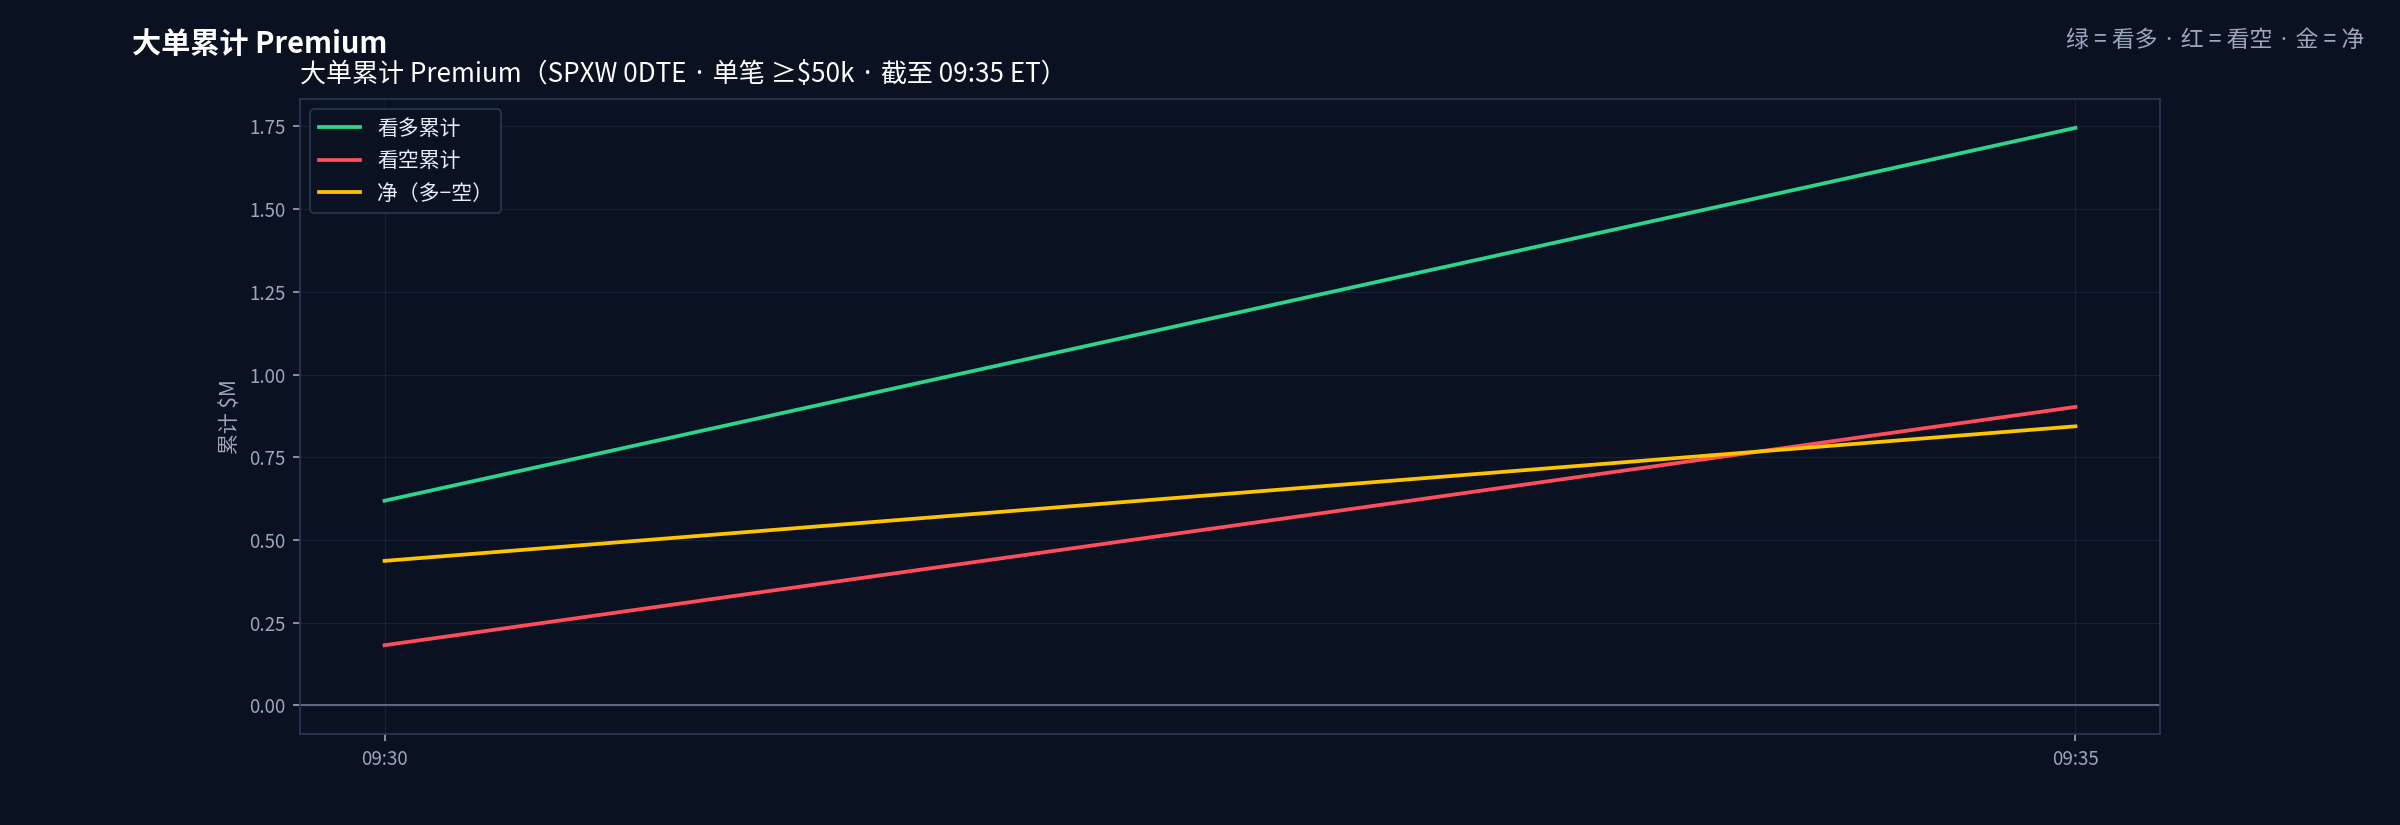 大单累计 Premium
绿 = 看多 · 红 = 看空 · 金 = 净
大单累计 Premium（SPXW 0DTE · 单笔 ≥$50k · 截至 09:35 ET）
看多累计
看空累计
净（多−空）
累计 $M
1.75
1.50
1.25
1.00
0.75
0.50
0.25
0.00
09:30
09:35